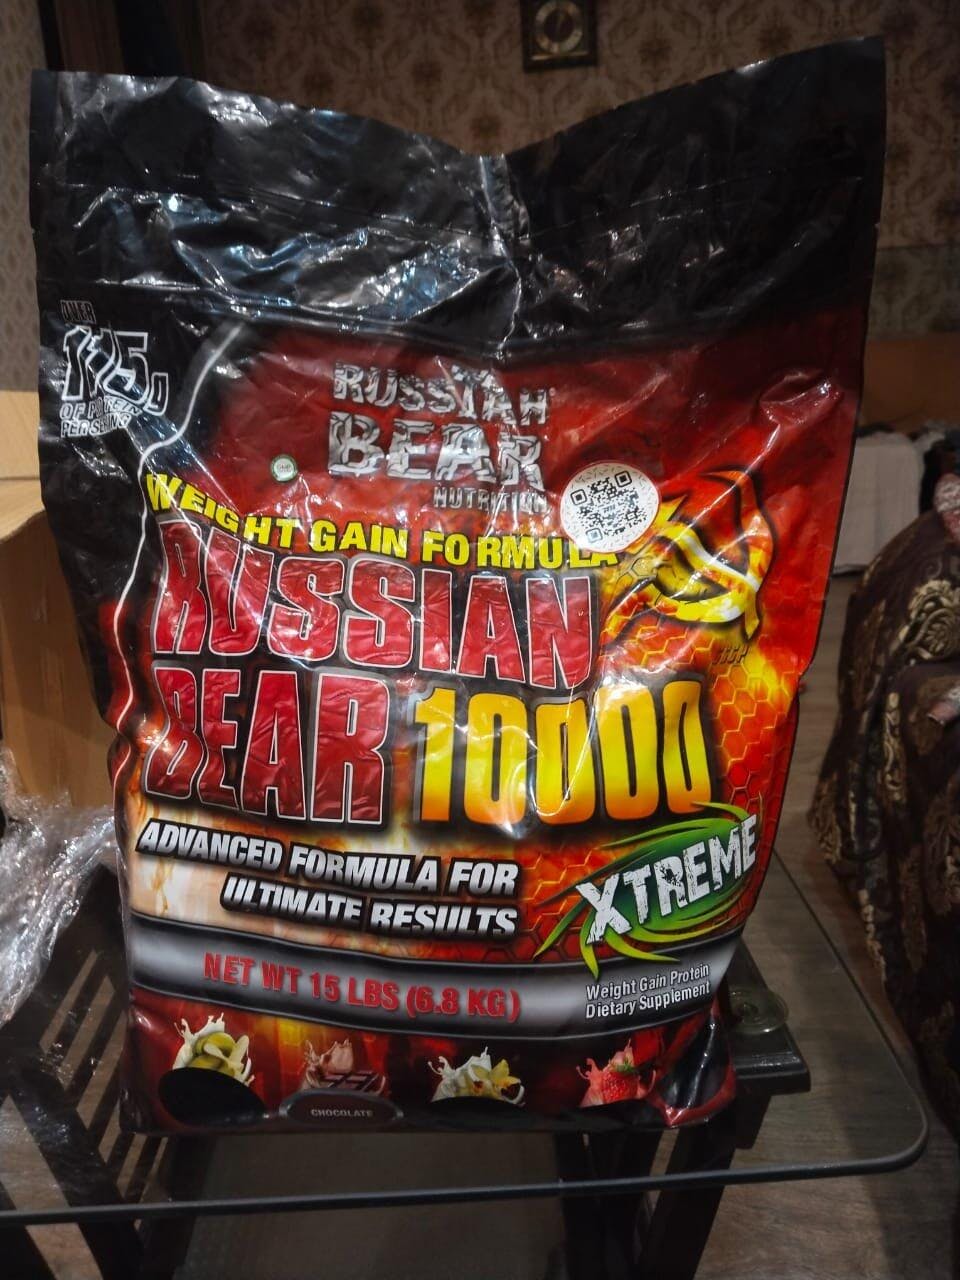 OVER
115g
OF PROTEIN
PER SERVING
RUSSIAN
BEAR
NUTRITION
WEIGHT GAIN FORMULA
RUSSIAN
BEAR 10000
ADVANCED FORMULA FOR
ULTIMATE RESULTS
XTREME
NET WT 15 LBS (6.8 KG)
Weight Gain Protein
Dietary Supplement
CHOCOLATE